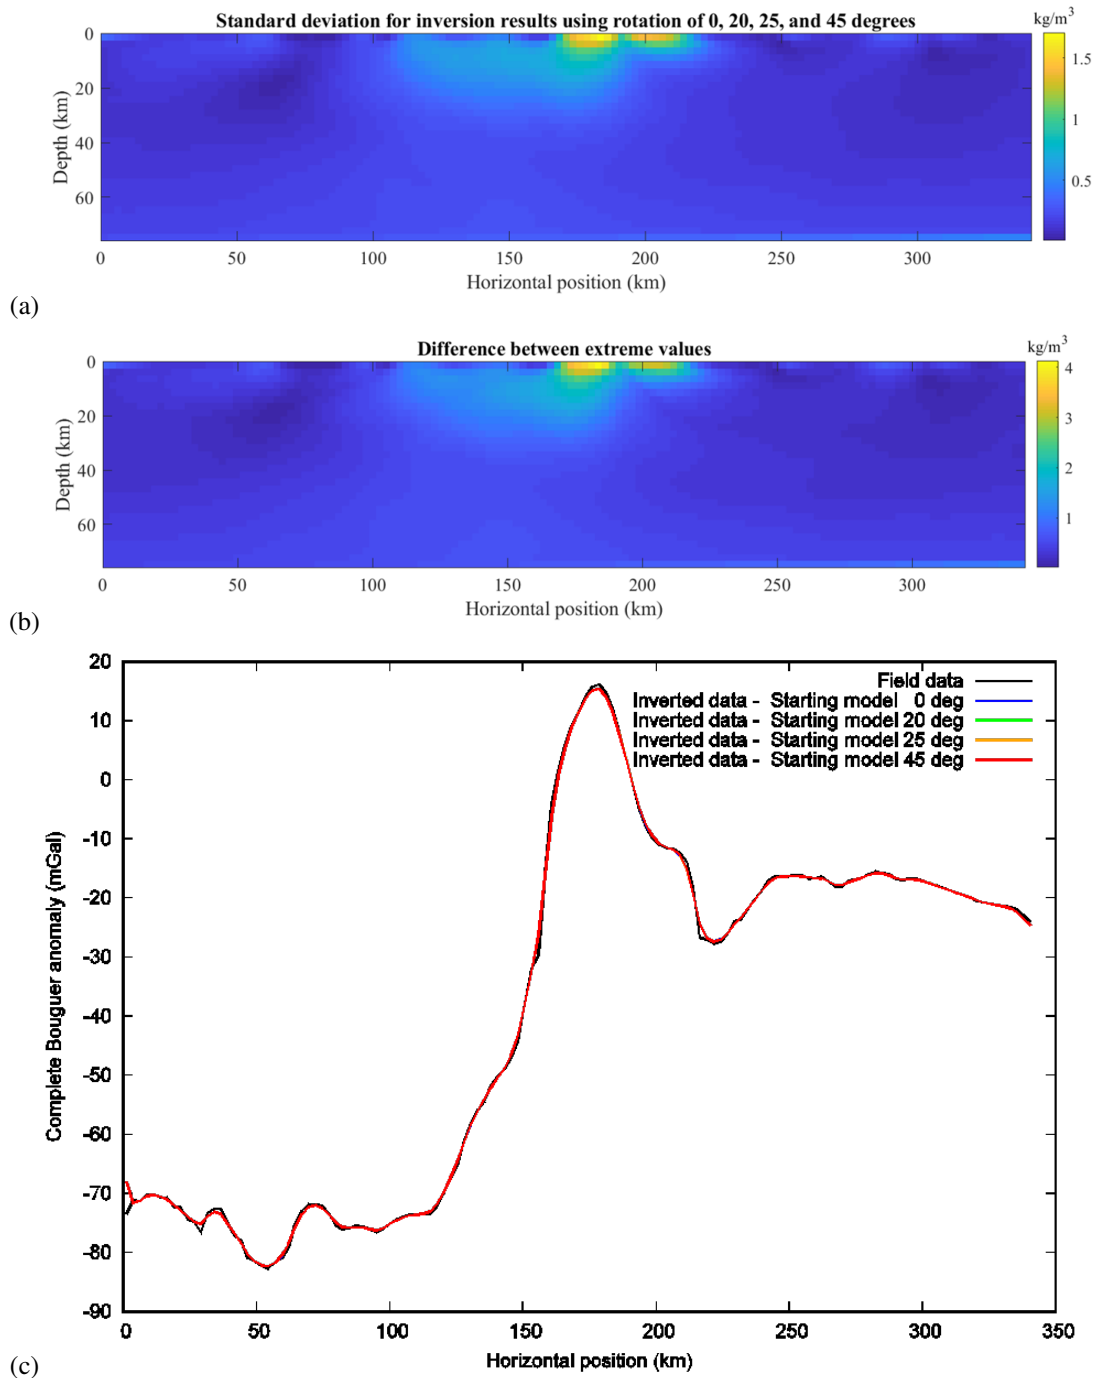 Standard deviation for inversion results using rotation of 0, 20, 25, and 45 degrees
kg/m³
0
20
40
60
Depth (km)
1.5
1
0.5
0 50 100 150 200 250 300
Horizontal position (km)
(a)
Difference between extreme values
kg/m³
0
20
40
60
Depth (km)
4
3
2
1
0 50 100 150 200 250 300
Horizontal position (km)
(b)
20
10
0
-10
-20
-30
-40
-50
-60
-70
-80
-90
Complete Bouguer anomaly (mGal)
Field data
Inverted data - Starting model 0 deg
Inverted data - Starting model 20 deg
Inverted data - Starting model 25 deg
Inverted data - Starting model 45 deg
0 50 100 150 200 250 300 350
Horizontal position (km)
(c)